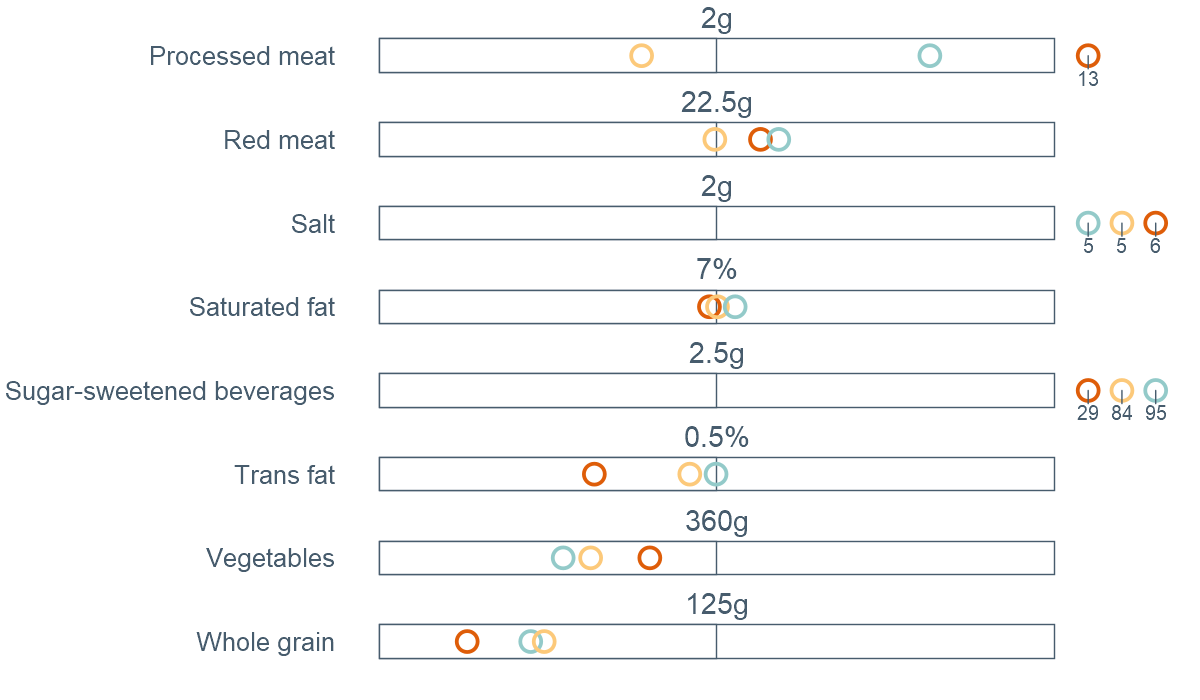 2g
Processed meat
13
22.5g
Red meat
2g
Salt
5 5 6
7%
Saturated fat
2.5g
Sugar-sweetened beverages
29 84 95
0.5%
Trans fat
360g
Vegetables
125g
Whole grain